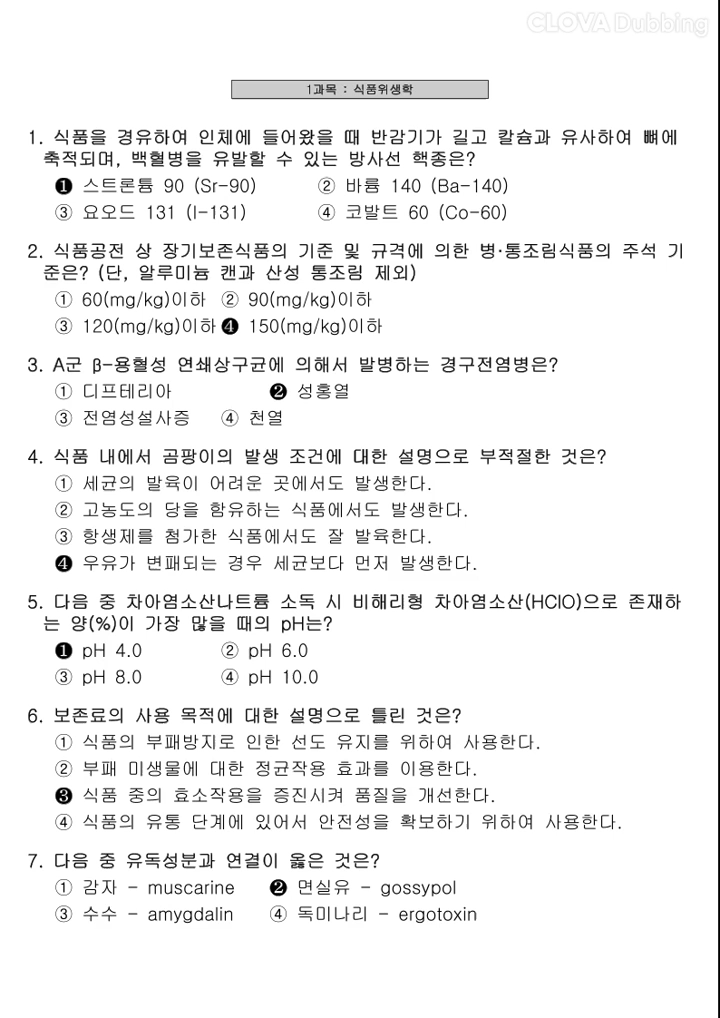 CLOVA Dubbing
1과목 : 식품위생학
1. 식품을 경유하여 인체에 들어왔을 때 반감기가 길고 칼슘과 유사하여 뼈에
축적되며, 백혈병을 유발할 수 있는 방사선 핵종은?
❶ 스트론튬 90 (Sr-90) ② 바륨 140 (Ba-140)
③ 요오드 131 (I-131) ④ 코발트 60 (Co-60)
2. 식품공전 상 장기보존식품의 기준 및 규격에 의한 병·통조림식품의 주석 기
준은? (단, 알루미늄 캔과 산성 통조림 제외)
① 60(mg/kg)이하 ② 90(mg/kg)이하
③ 120(mg/kg)이하 ❹ 150(mg/kg)이하
3. A군 β-용혈성 연쇄상구균에 의해서 발병하는 경구전염병은?
① 디프테리아 ❷ 성홍열
③ 전염성설사증 ④ 천열
4. 식품 내에서 곰팡이의 발생 조건에 대한 설명으로 부적절한 것은?
① 세균의 발육이 어려운 곳에서도 발생한다.
② 고농도의 당을 함유하는 식품에서도 발생한다.
③ 항생제를 첨가한 식품에서도 잘 발육한다.
❹ 우유가 변패되는 경우 세균보다 먼저 발생한다.
5. 다음 중 차아염소산나트륨 소독 시 비해리형 차아염소산(HClO)으로 존재하
는 양(%)이 가장 많을 때의 pH는?
❶ pH 4.0 ② pH 6.0
③ pH 8.0 ④ pH 10.0
6. 보존료의 사용 목적에 대한 설명으로 틀린 것은?
① 식품의 부패방지로 인한 선도 유지를 위하여 사용한다.
② 부패 미생물에 대한 정균작용 효과를 이용한다.
❸ 식품 중의 효소작용을 증진시켜 품질을 개선한다.
④ 식품의 유통 단계에 있어서 안전성을 확보하기 위하여 사용한다.
7. 다음 중 유독성분과 연결이 옳은 것은?
① 감자 - muscarine ❷ 면실유 - gossypol
③ 수수 - amygdalin ④ 독미나리 - ergotoxin